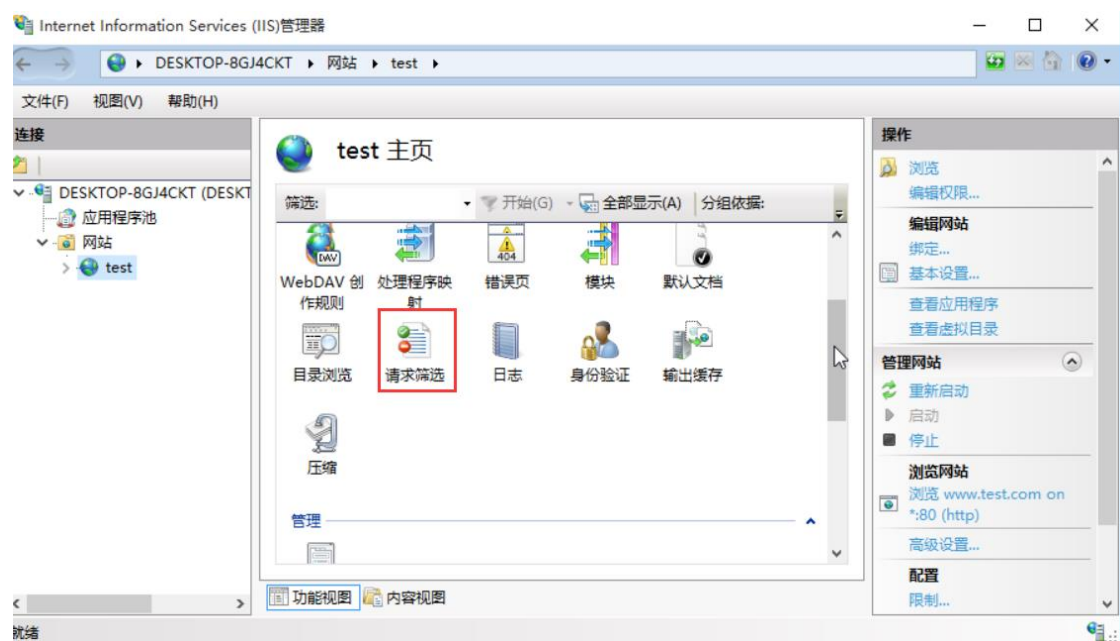 Internet Information Services (IIS)管理器
DESKTOP-8GJ4CKT 网站 test
文件(F) 视图(V) 帮助(H)
连接
DESKTOP-8GJ4CKT (DESKT
应用程序池
网站
test
test 主页
筛选: 开始(G) 全部显示(A) 分组依据:
DAV
404
WebDAV 创
作规则
处理程序映
射
错误页
模块
默认文档
目录浏览
请求筛选
日志
身份验证
输出缓存
压缩
管理
功能视图 内容视图
操作
浏览
编辑权限...
编辑网站
绑定...
基本设置...
查看应用程序
查看虚拟目录
管理网站
重新启动
启动
停止
浏览网站
浏览 www.test.com on
*:80 (http)
高级设置...
配置
限制...
就绪